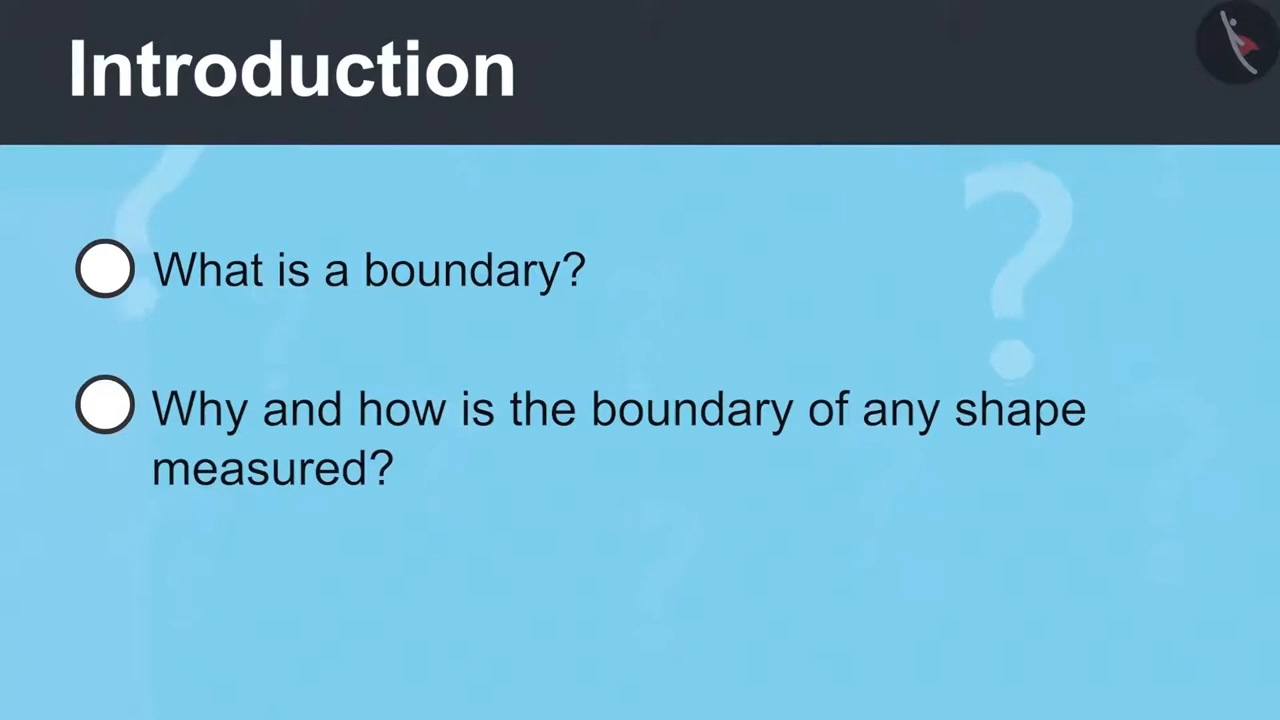 Introduction
What is a boundary?
Why and how is the boundary of any shape
measured?